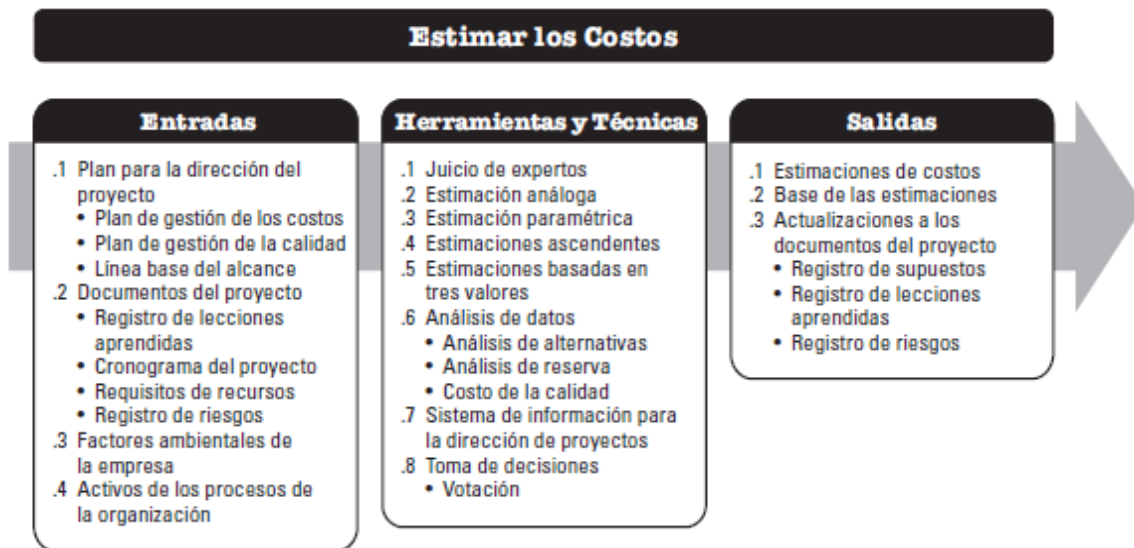 Estimar los Costos
Entradas
.1 Plan para la dirección del
proyecto
• Plan de gestión de los costos
• Plan de gestión de la calidad
• Línea base del alcance
.2 Documentos del proyecto
• Registro de lecciones
aprendidas
• Cronograma del proyecto
• Requisitos de recursos
• Registro de riesgos
.3 Factores ambientales de
la empresa
.4 Activos de los procesos de
la organización
Herramientas y Técnicas
.1 Juicio de expertos
.2 Estimación análoga
.3 Estimación paramétrica
.4 Estimaciones ascendentes
.5 Estimaciones basadas en
tres valores
.6 Análisis de datos
• Análisis de alternativas
• Análisis de reserva
• Costo de la calidad
.7 Sistema de información para
la dirección de proyectos
.8 Toma de decisiones
• Votación
Salidas
.1 Estimaciones de costos
.2 Base de las estimaciones
.3 Actualizaciones a los
documentos del proyecto
• Registro de supuestos
• Registro de lecciones
aprendidas
• Registro de riesgos